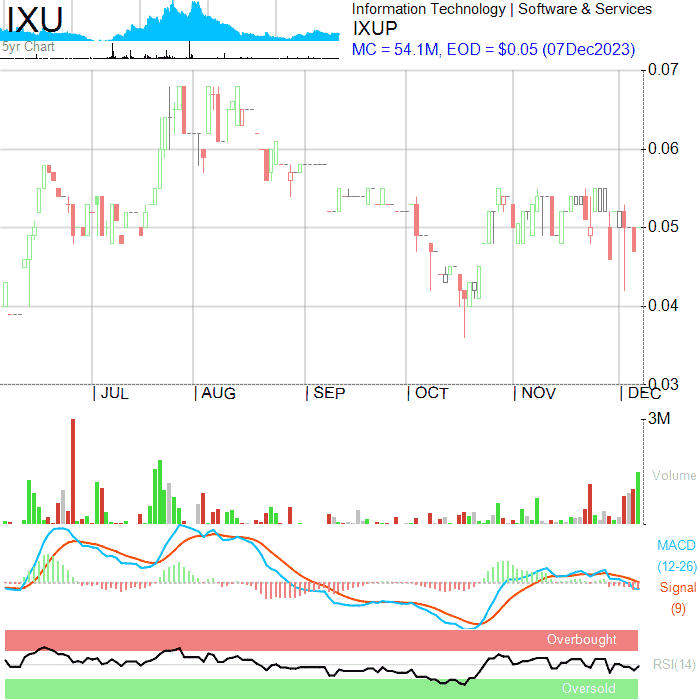 IXU
5yr Chart
Information Technology | Software & Services
IXUP
MC = 54.1M, EOD = $0.05 (07Dec2023)
0.07
0.06
0.05
0.04
0.03
JUL
AUG
SEP
OCT
NOV
DEC
3M
Volume
MACD
(12-26)
Signal
(9)
Overbought
RSI(14)
Oversold